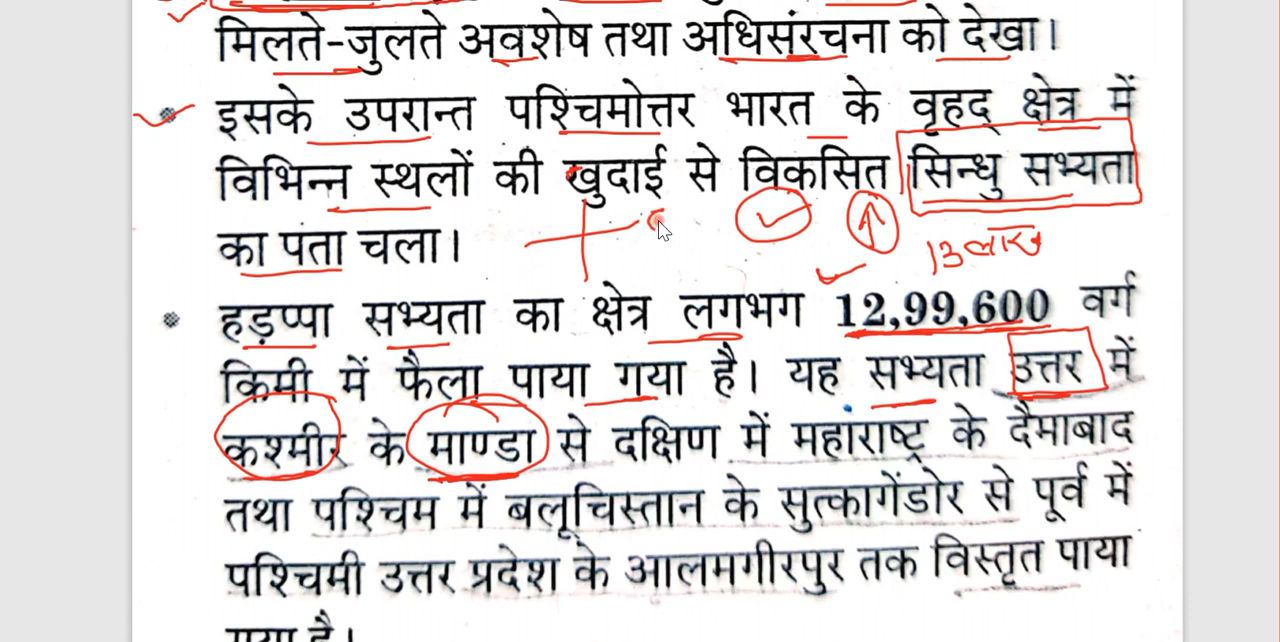 मिलते-जुलते अवशेष तथा अधिसंरचना को देखा।
इसके उपरान्त पश्चिमोत्तर भारत के वृहद् क्षेत्र में
विभिन्न स्थलों की खुदाई से विकसित सिन्धु सभ्यता
का पता चला।
13 लाख
हड़प्पा सभ्यता का क्षेत्र लगभग 12,99,600 वर्ग
किमी में फैला पाया गया है। यह सभ्यता उत्तर में
कश्मीर के माण्डा से दक्षिण में महाराष्ट्र के दैमाबाद
तथा पश्चिम में बलूचिस्तान के सुत्कागेंडोर से पूर्व में
पश्चिमी उत्तर प्रदेश के आलमगीरपुर तक विस्तृत पाया
गया है।